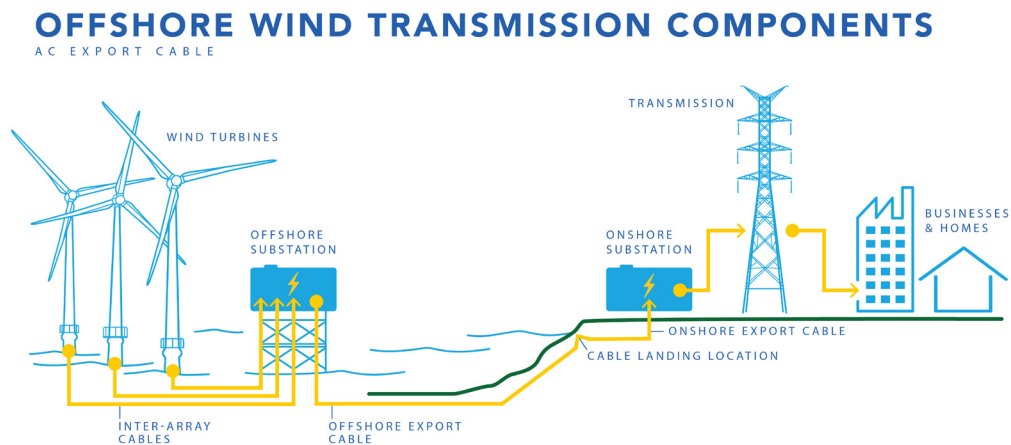 OFFSHORE WIND TRANSMISSION COMPONENTS
AC EXPORT CABLE
TRANSMISSION
WIND TURBINES
OFFSHORE
SUBSTATION
ONSHORE
SUBSTATION
BUSINESSES
& HOMES
ONSHORE EXPORT CABLE
CABLE LANDING LOCATION
INTER-ARRAY
CABLES
OFFSHORE EXPORT
CABLE